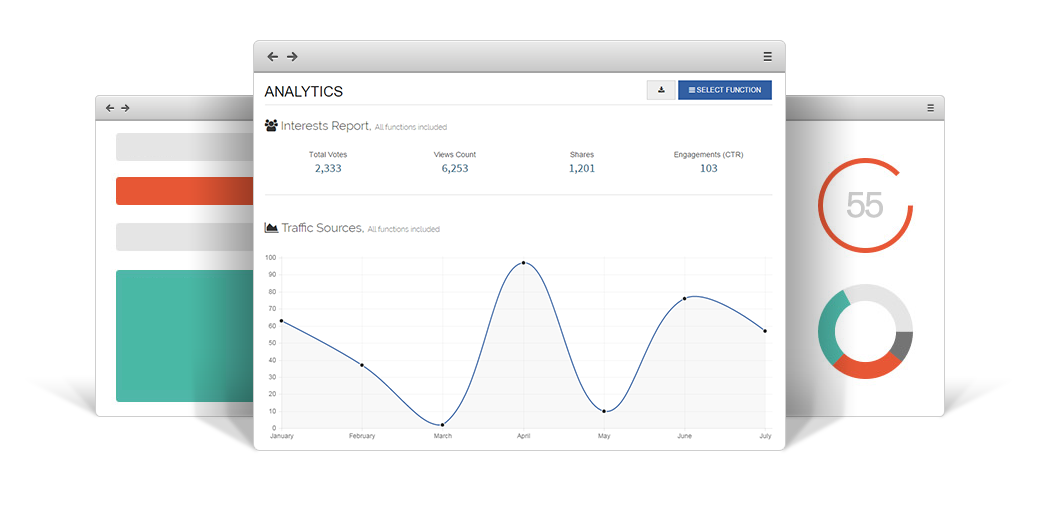 ANALYTICS
SELECT FUNCTION
Interests Report, All functions included
Total Votes Views Count Shares Engagements (CTR)
2,333 6,253 1,201 103
Traffic Sources, All functions included
100
90
80
70
60
50
40
30
20
10
0
January February March April May June July
55